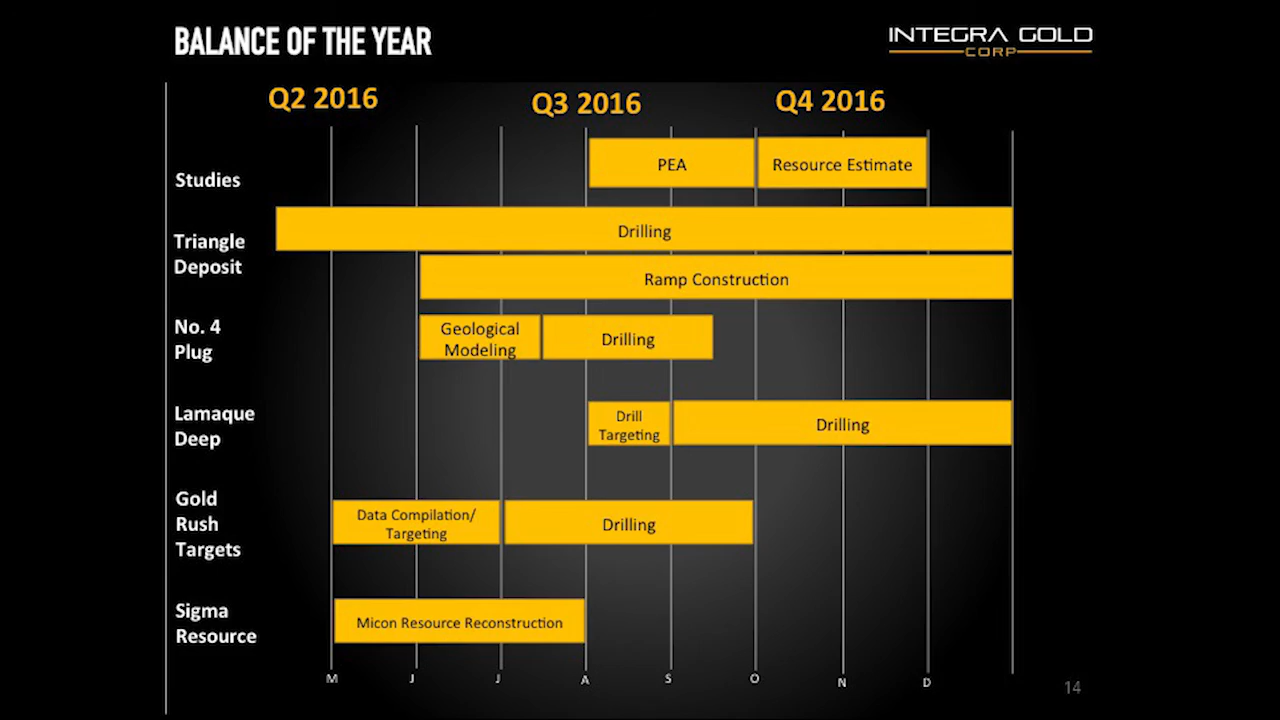 BALANCE OF THE YEAR
INTEGRA GOLD
CORP
Q2 2016
Q3 2016
Q4 2016
Studies
PEA
Resource Estimate
Triangle
Deposit
Drilling
Ramp Construction
No. 4
Plug
Geological
Modeling
Drilling
Lamaque
Deep
Drill
Targeting
Drilling
Gold
Rush
Targets
Data Compilation/
Targeting
Drilling
Sigma
Resource
Micon Resource Reconstruction
M J J A S O N D
14